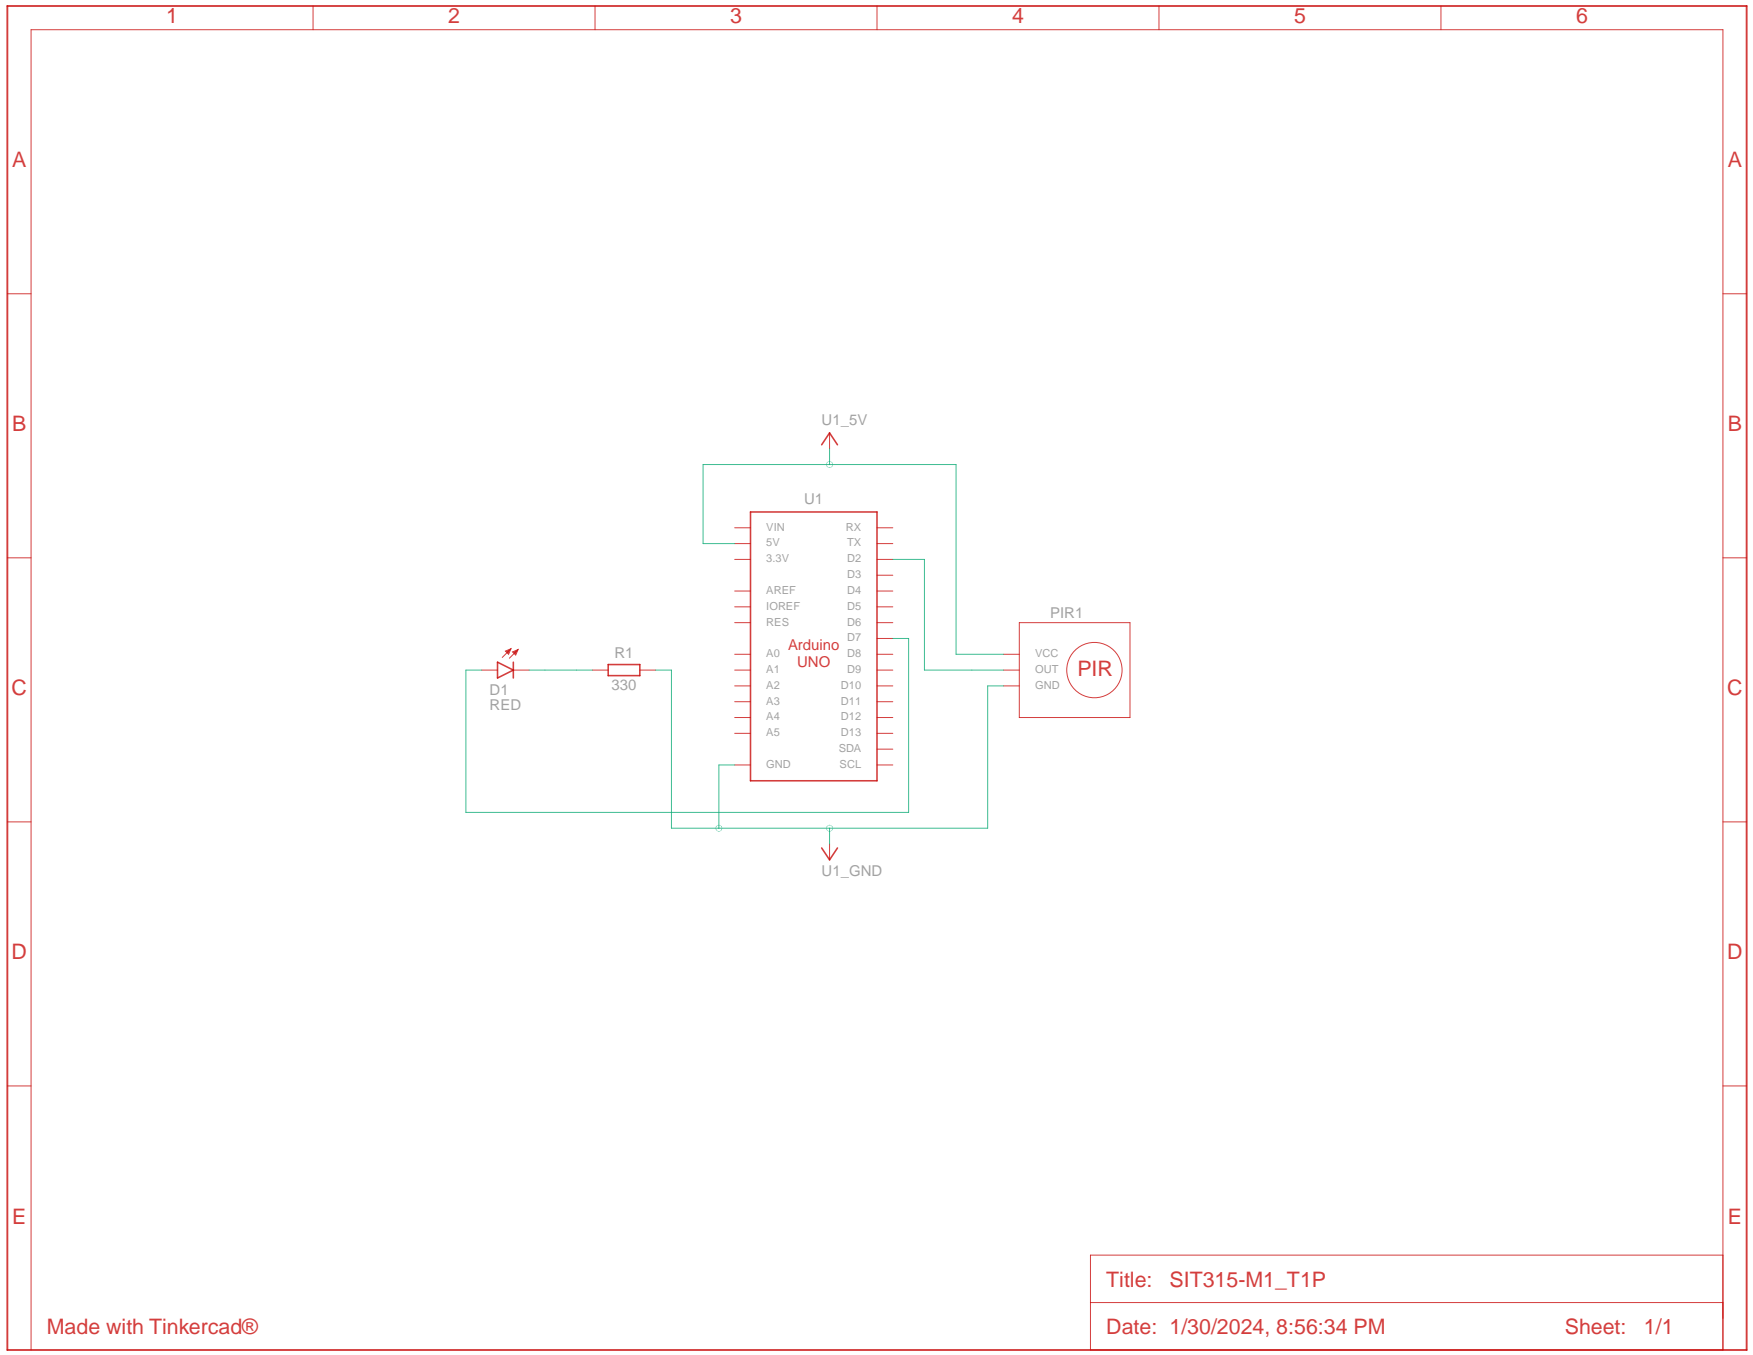 1 2 3 4 5 6
A A
B B
U1_5V
U1
VIN RX
5V TX
3.3V D2
D3
AREF D4
IOREF D5
RES D6
D7
Arduino
UNO
A0 D8
A1 D9
A2 D10
A3 D11
A4 D12
A5 D13
SDA
GND SCL
PIR1
VCC
OUT
GND
PIR
R1
330
D1
RED
C C
U1_GND
D D
E E
Title: SIT315-M1_T1P
Made with Tinkercad®
Date: 1/30/2024, 8:56:34 PM Sheet: 1/1